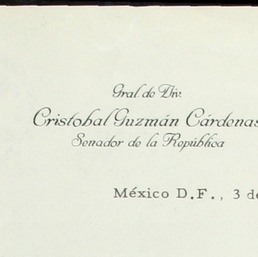 Gral de Div.
Cristobal Guzmán Cárdenas
Senador de la República
México D.F., 3 de